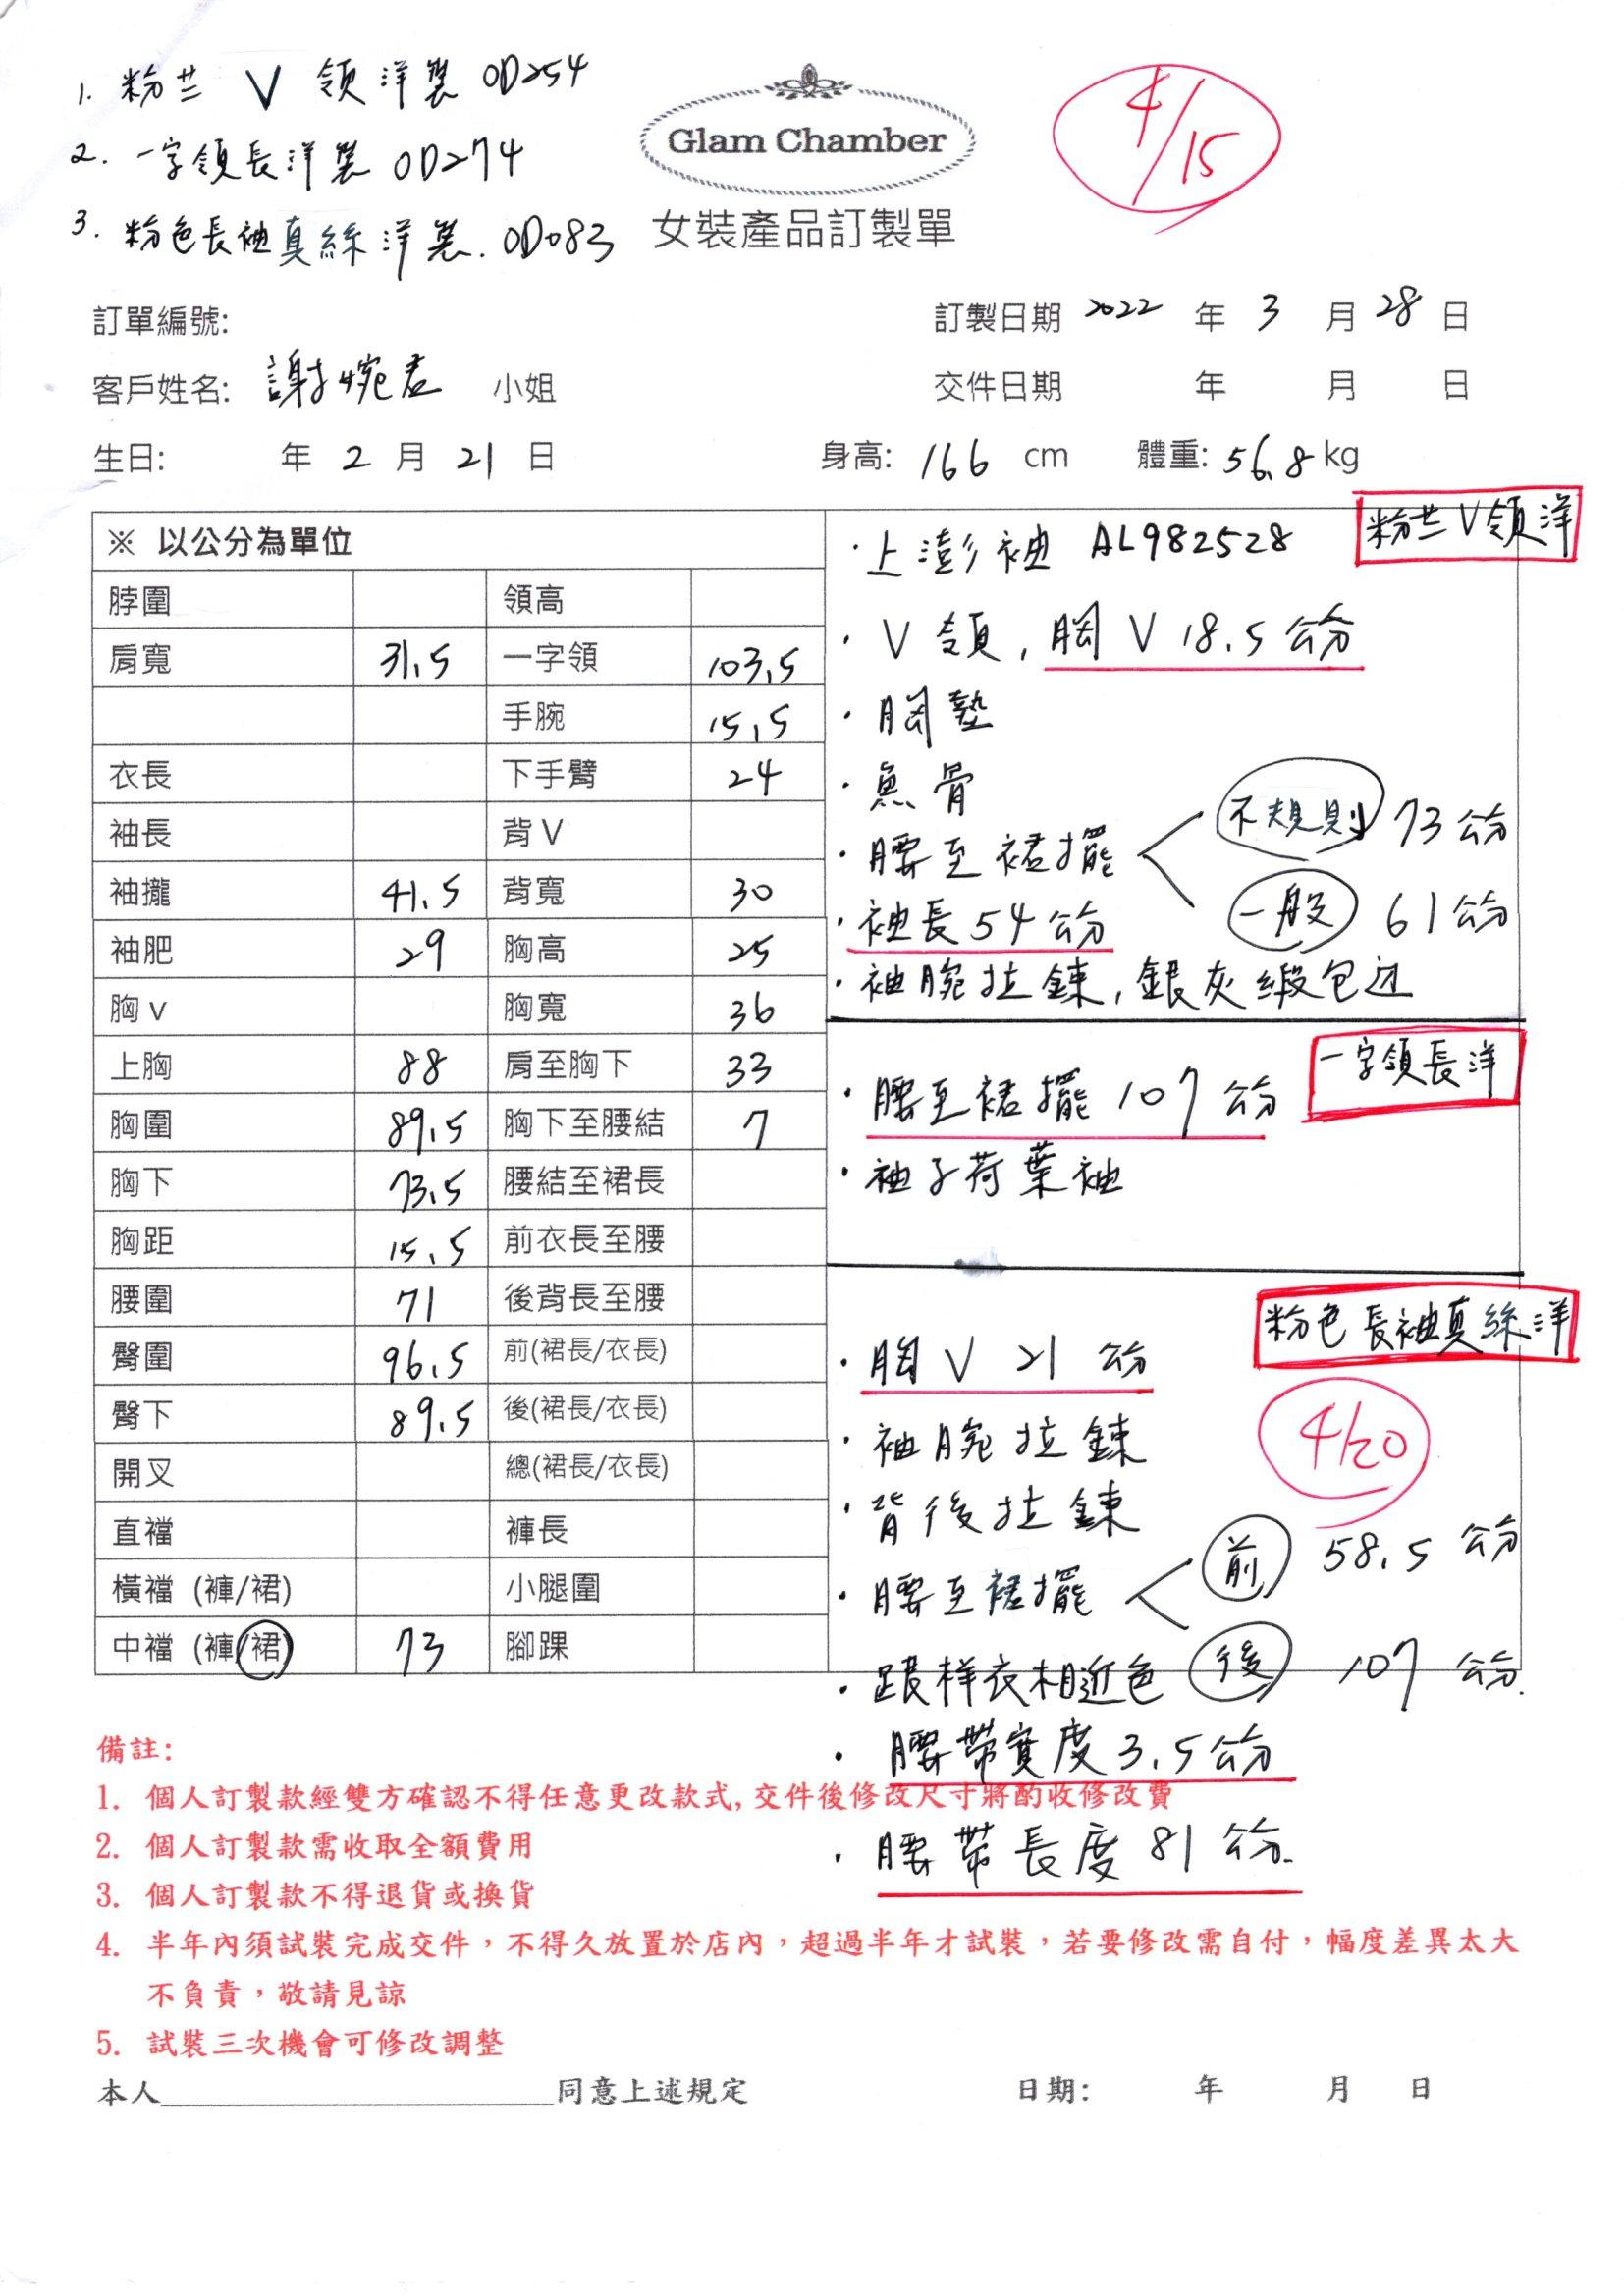 1. 粉芒 V 領洋裝 OD254
2. 一字領長洋裝 OD274
3. 粉色長袖真絲洋裝. OD083
Glam Chamber
4/15
女裝產品訂製單
訂單編號:
訂製日期 2022 年 3 月 28 日
客戶姓名: 謝婉君 小姐
交件日期 年 月 日
生日: 年 2 月 21 日
身高: 166 cm 體重: 56.8 kg
※ 以公分為單位
脖圍 領高
肩寬 31.5 一字領 103.5
手腕 15.5
衣長 下手臂 24
袖長 背V
袖攏 41.5 背寬 30
袖肥 29 胸高 25
胸v 胸寬 36
上胸 88 肩至胸下 33
胸圍 89.5 胸下至腰結 7
胸下 73.5 腰結至裙長
胸距 15.5 前衣長至腰
腰圍 71 後背長至腰
臀圍 96.5 前(裙長/衣長)
臀下 89.5 後(裙長/衣長)
開叉 總(裙長/衣長)
直襠 褲長
橫襠 (褲/裙) 小腿圍
中襠 (褲/裙) 73 腳踝
粉芒V領洋
·上澎袖 AL982528
·V領, 胸V 18.5公分
·胸墊
·魚骨
·腰至裙擺 不規則 73公分
一般 61公分
·袖長54公分
·袖腕拉鍊, 銀灰緞包边
一字領長洋
·腰至裙擺 107 公分
·袖子荷葉袖
粉色長袖真絲洋
·胸V 21 公分
4/20
·袖腕拉鍊
·背後拉鍊
·腰至裙擺 前 58.5 公分
後 107 公分.
·跟样衣相近色
·腰帶寬度3.5公分
·腰帶長度 81 公分.
備註:
1. 個人訂製款經雙方確認不得任意更改款式,交件後修改尺寸將酌收修改費
2. 個人訂製款需收取全額費用
3. 個人訂製款不得退貨或換貨
4. 半年內須試裝完成交件，不得久放置於店內，超過半年才試裝，若要修改需自付，幅度差異太大
不負責，敬請見諒
5. 試裝三次機會可修改調整
本人____________________同意上述規定 日期: 年 月 日